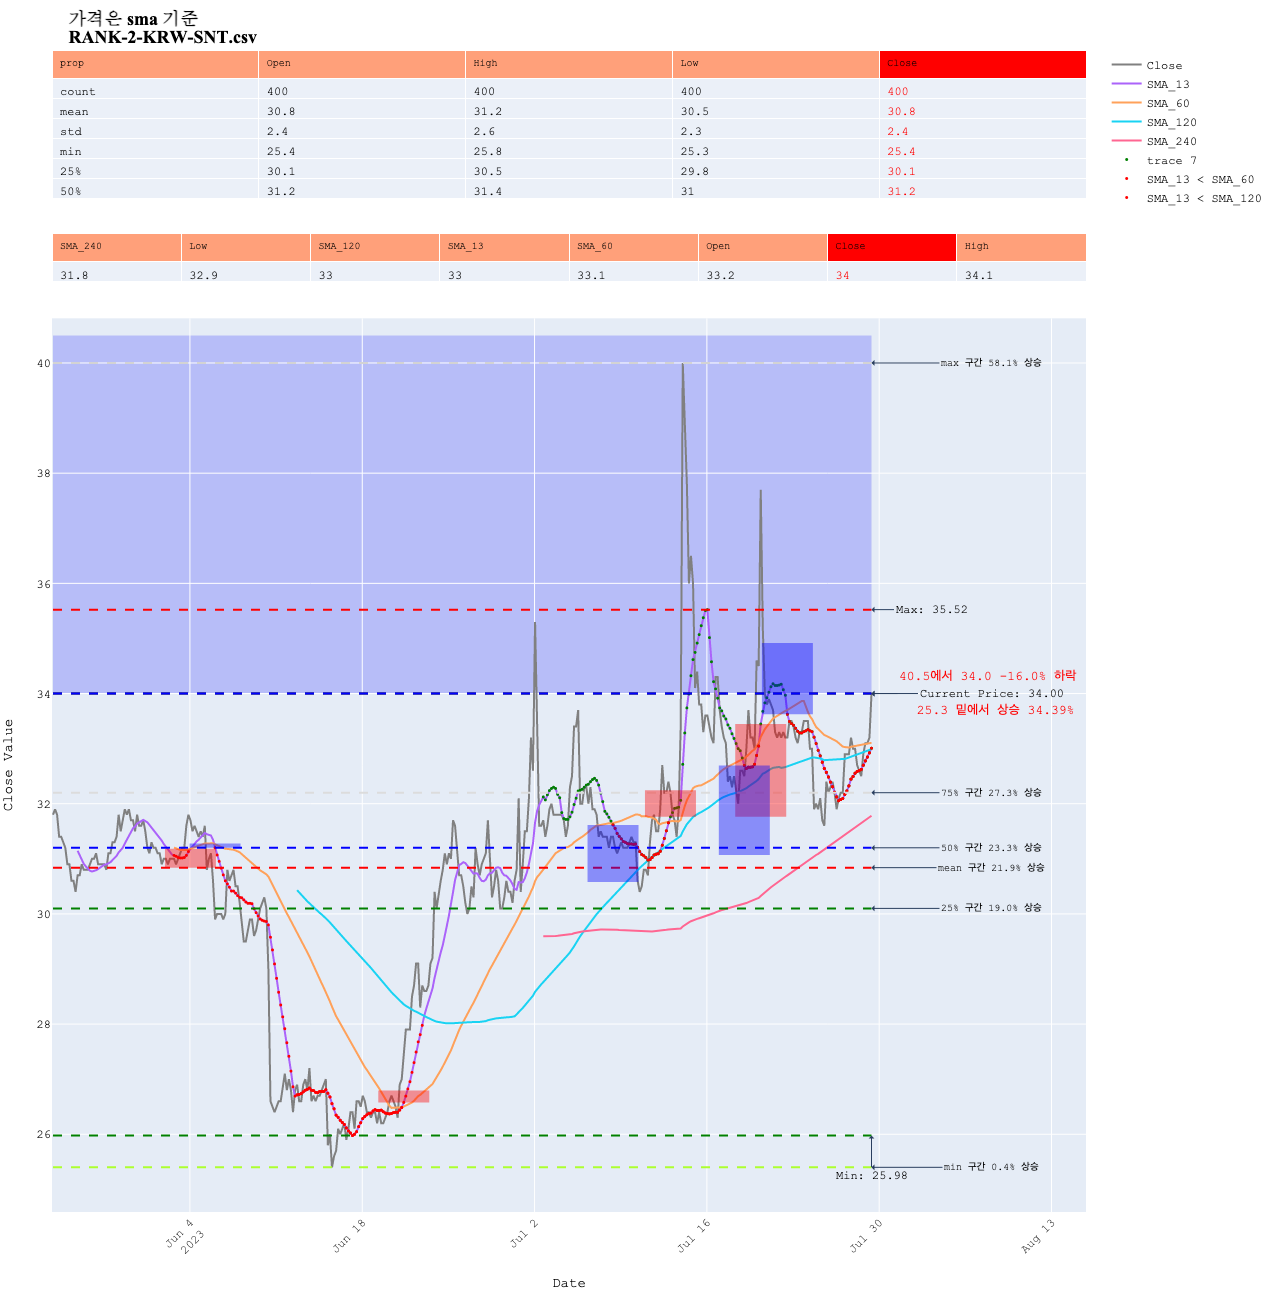 가격은 sma 기준
RANK-2-KRW-SNT.csv
prop Open High Low Close
count 400 400 400 400
mean 30.8 31.2 30.5 30.8
std 2.4 2.6 2.3 2.4
min 25.4 25.8 25.3 25.4
25% 30.1 30.5 29.8 30.1
50% 31.2 31.4 31 31.2
Close
SMA_13
SMA_60
SMA_120
SMA_240
trace 7
SMA_13 < SMA_60
SMA_13 < SMA_120
SMA_240 Low SMA_120 SMA_13 SMA_60 Open Close High
31.8 32.9 33 33 33.1 33.2 34 34.1
40
38
36
34
32
30
28
26
Close Value
max 구간 58.1% 상승
Max: 35.52
40.5에서 34.0 -16.0% 하락
Current Price: 34.00
25.3 밑에서 상승 34.39%
75% 구간 27.3% 상승
50% 구간 23.3% 상승
mean 구간 21.9% 상승
25% 구간 19.0% 상승
min 구간 0.4% 상승
Min: 25.98
Jun 4
2023
Jun 18
Jul 2
Jul 16
Jul 30
Aug 13
Date